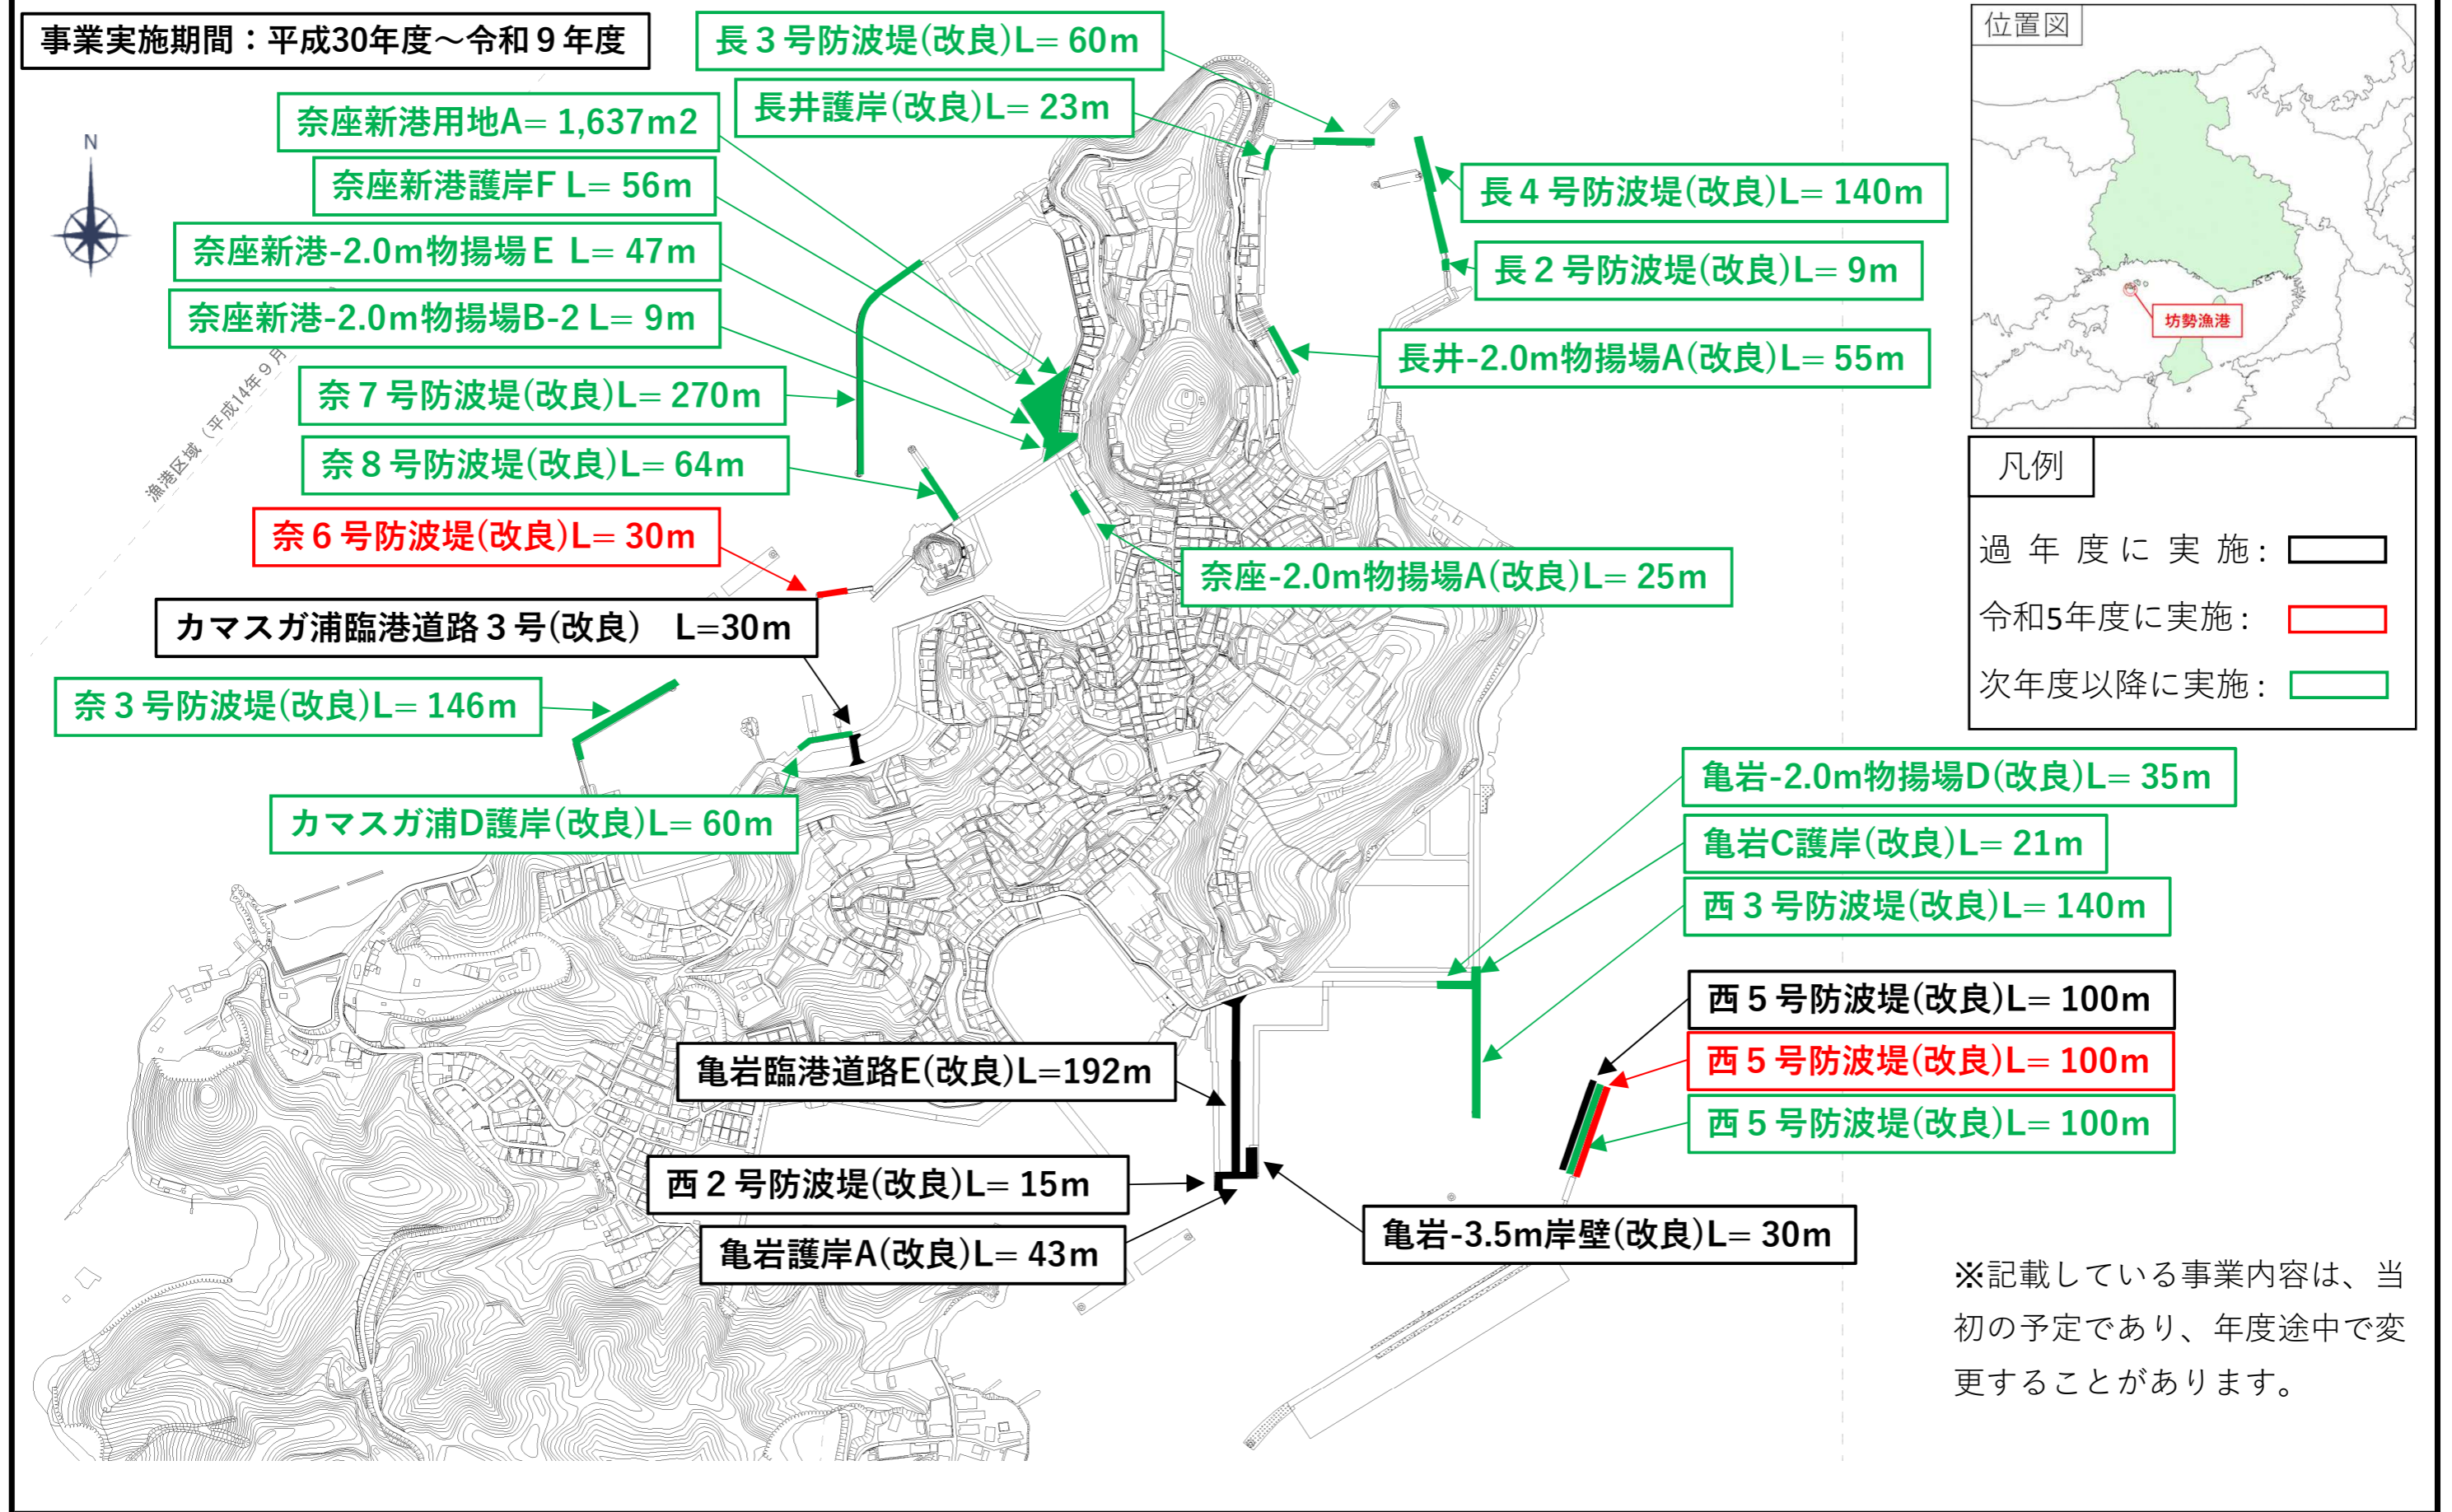 事業実施期間：平成30年度～令和９年度
長３号防波堤(改良)L= 60m
長井護岸(改良)L= 23m
奈座新港用地A= 1,637m2
奈座新港護岸F L= 56m
奈座新港-2.0m物揚場E L= 47m
奈座新港-2.0m物揚場B-2 L= 9m
奈７号防波堤(改良)L= 270m
奈８号防波堤(改良)L= 64m
奈６号防波堤(改良)L= 30m
カマスガ浦臨港道路３号(改良)　L=30m
奈３号防波堤(改良)L= 146m
カマスガ浦D護岸(改良)L= 60m
N
漁港区域（平成14年９月
長４号防波堤(改良)L= 140m
長２号防波堤(改良)L= 9m
長井-2.0m物揚場A(改良)L= 55m
奈座-2.0m物揚場A(改良)L= 25m
亀岩-2.0m物揚場D(改良)L= 35m
亀岩C護岸(改良)L= 21m
西３号防波堤(改良)L= 140m
西５号防波堤(改良)L= 100m
西５号防波堤(改良)L= 100m
西５号防波堤(改良)L= 100m
亀岩臨港道路E(改良)L=192m
西２号防波堤(改良)L= 15m
亀岩護岸A(改良)L= 43m
亀岩-3.5m岸壁(改良)L= 30m
位置図
坊勢漁港
凡例
過年度に実施：
令和5年度に実施：
次年度以降に実施：
※記載している事業内容は、当
初の予定であり、年度途中で変
更することがあります。